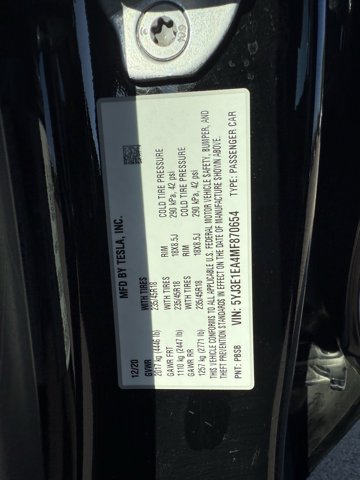 MFD BY TESLA, INC.
12/20
GVWR
2017 kg (4446 lb)
GAWR FRT WITH TIRES RIM COLD TIRE PRESSURE
1110 kg (2447 lb) 235/45R18 18X8.5J 290 kPa, 42 psi)
GAWR RR WITH TIRES RIM COLD TIRE PRESSURE
1257 kg (2771 lb) 235/45R18 18X8.5J 290 kPa, 42 psi)
THIS VEHICLE CONFORMS TO ALL APPLICABLE U.S. FEDERAL MOTOR VEHICLE SAFETY, BUMPER, AND
THEFT PREVENTION STANDARDS IN EFFECT ON THE DATE OF MANUFACTURE SHOWN ABOVE.
VIN: 5YJ3E1EA4MF870654 TYPE: PASSENGER CAR
PNT: PBSB